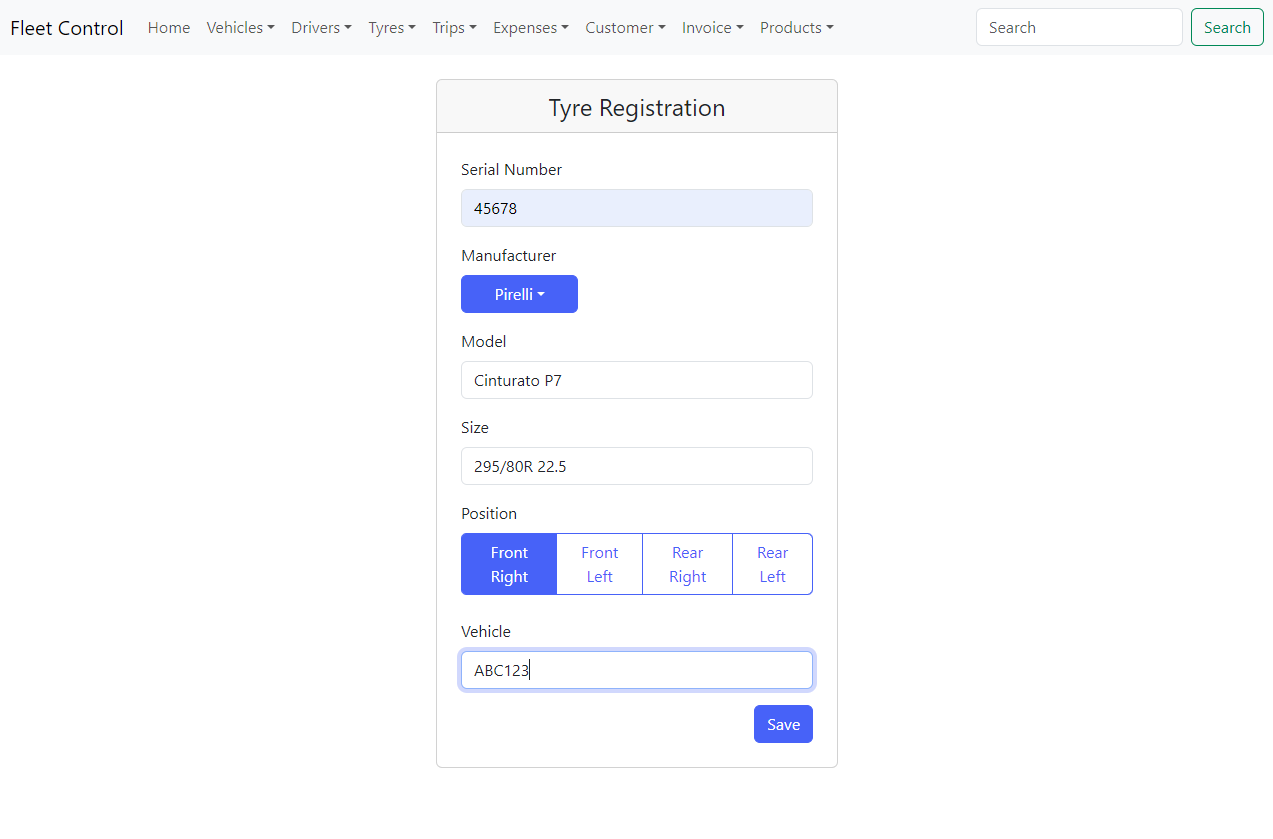 Fleet Control Home Vehicles Drivers Tyres Trips Expenses Customer Invoice Products Search Search
Tyre Registration
Serial Number
45678
Manufacturer
Pirelli
Model
Cinturato P7
Size
295/80R 22.5
Position
Front Right
Front Left
Rear Right
Rear Left
Vehicle
ABC123
Save